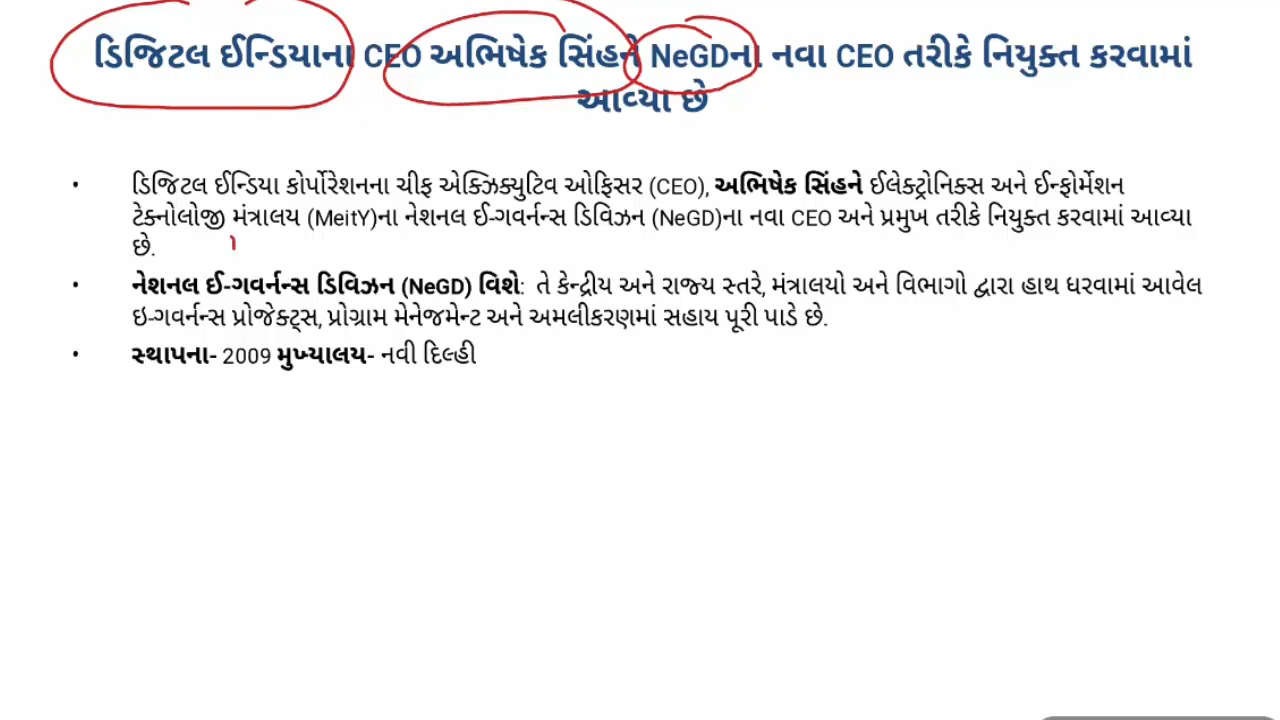 ડિજિટલ ઈન્ડિયાના CEO અભિષેક સિંહને NeGDના નવા CEO તરીકે નિયુક્ત કરવામાં
આવ્યા છે
• ડિજિટલ ઈન્ડિયા કોર્પોરેશનના ચીફ એક્ઝિક્યુટિવ ઓફિસર (CEO), અભિષેક સિંહને ઈલેક્ટ્રોનિક્સ અને ઈન્ફોર્મેશન
ટેક્નોલોજી મંત્રાલય (MeitY)ના નેશનલ ઈ-ગવર્નન્સ ડિવિઝન (NeGD)ના નવા CEO અને પ્રમુખ તરીકે નિયુક્ત કરવામાં આવ્યા
છે.
• નેશનલ ઈ-ગવર્નન્સ ડિવિઝન (NeGD) વિશે: તે કેન્દ્રીય અને રાજ્ય સ્તરે, મંત્રાલયો અને વિભાગો દ્વારા હાથ ધરવામાં આવેલ
ઇ-ગવર્નન્સ પ્રોજેક્ટ્સ, પ્રોગ્રામ મેનેજમેન્ટ અને અમલીકરણમાં સહાય પૂરી પાડે છે.
• સ્થાપના- 2009 મુખ્યાલય- નવી દિલ્હી